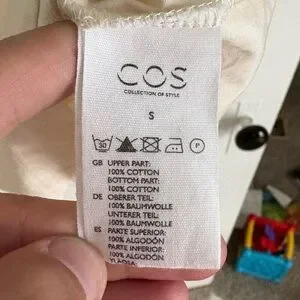 COS
COLLECTION OF STYLE
S
30 P
GB UPPER PART:
100% COTTON
BOTTOM PART:
100% COTTON
DE OBERER TEIL:
100% BAUMWOLLE
UNTERER TEIL:
100% BAUMWOLLE
ES PARTE SUPERIOR:
100% ALGODÓN
PARTE INFERIOR:
100% ALGODÓN